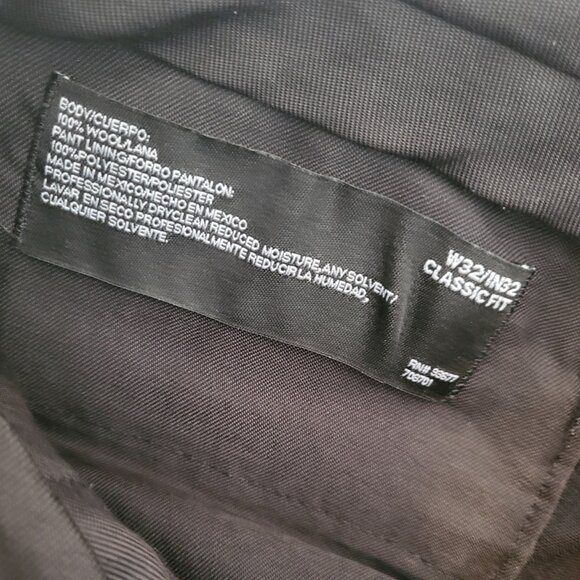 BODY/CUERPO:
100% WOOL/LANA
PANT LINING/FORRO PANTALON:
100%POLYESTER/POLIESTER
MADE IN MEXICO/HECHO EN MEXICO
PROFESSIONALLY DRYCLEAN REDUCED MOISTURE, ANY SOLVENT/
LAVAR EN SECO PROFESIONALMENTE REDUCIR LA HUMEDAD,
CUALQUIER SOLVENTE.
W32/IN32
CLASSIC FIT
RN# 36577
709701